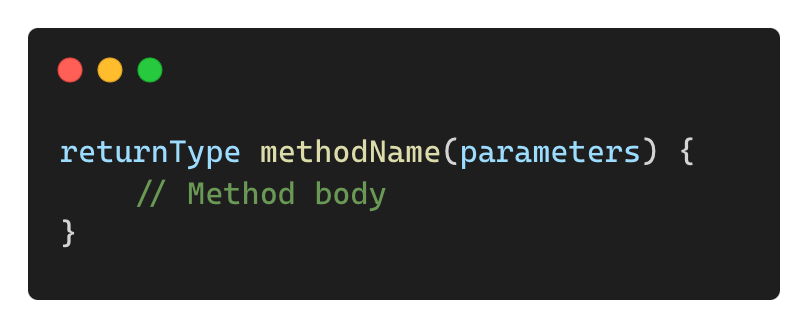 returnType methodName(parameters) {
    // Method body
}